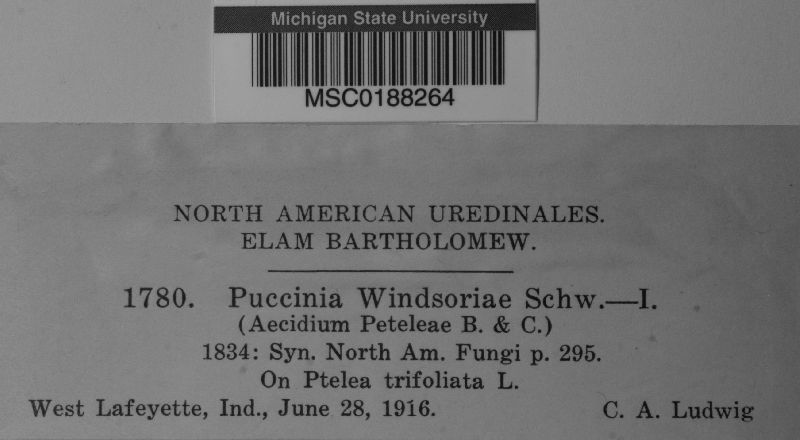 Michigan State University
MSC0188264
NORTH AMERICAN UREDINALES.
ELAM BARTHOLOMEW.
1780. Puccinia Windsoriae Schw.—I.
(Aecidium Peteleae B. & C.)
1834: Syn. North Am. Fungi p. 295.
On Ptelea trifoliata L.
West Lafeyette, Ind., June 28, 1916. C. A. Ludwig